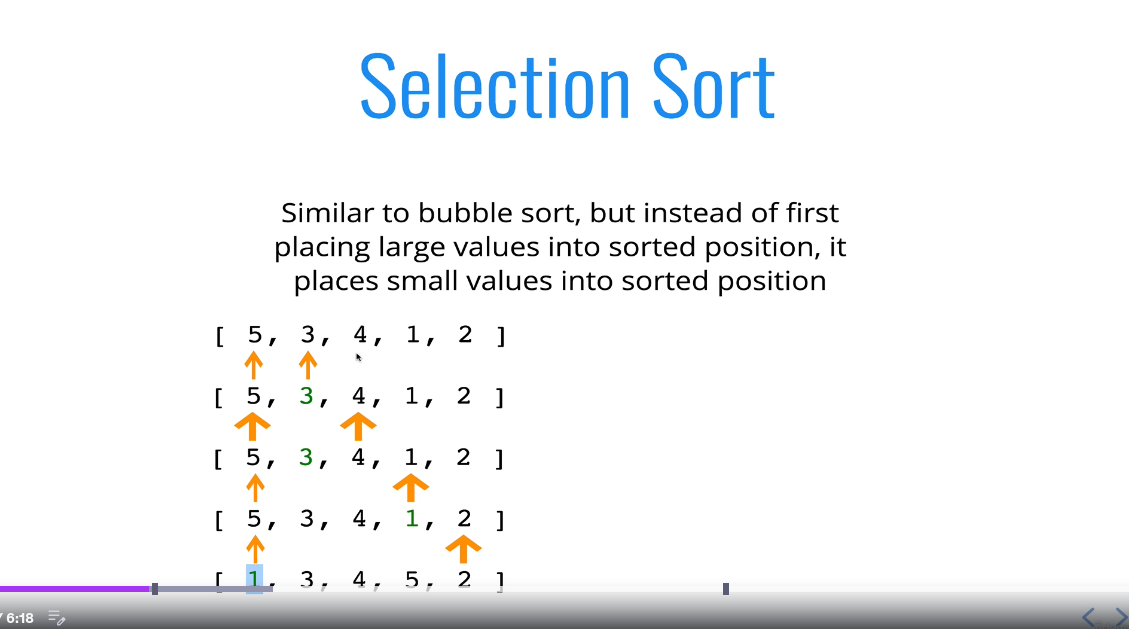 Selection Sort
Similar to bubble sort, but instead of first
placing large values into sorted position, it
places small values into sorted position
[ 5, 3, 4, 1, 2 ]
[ 5, 3, 4, 1, 2 ]
[ 5, 3, 4, 1, 2 ]
[ 5, 3, 4, 1, 2 ]
[ 1, 3, 4, 5, 2 ]
/ 6:18